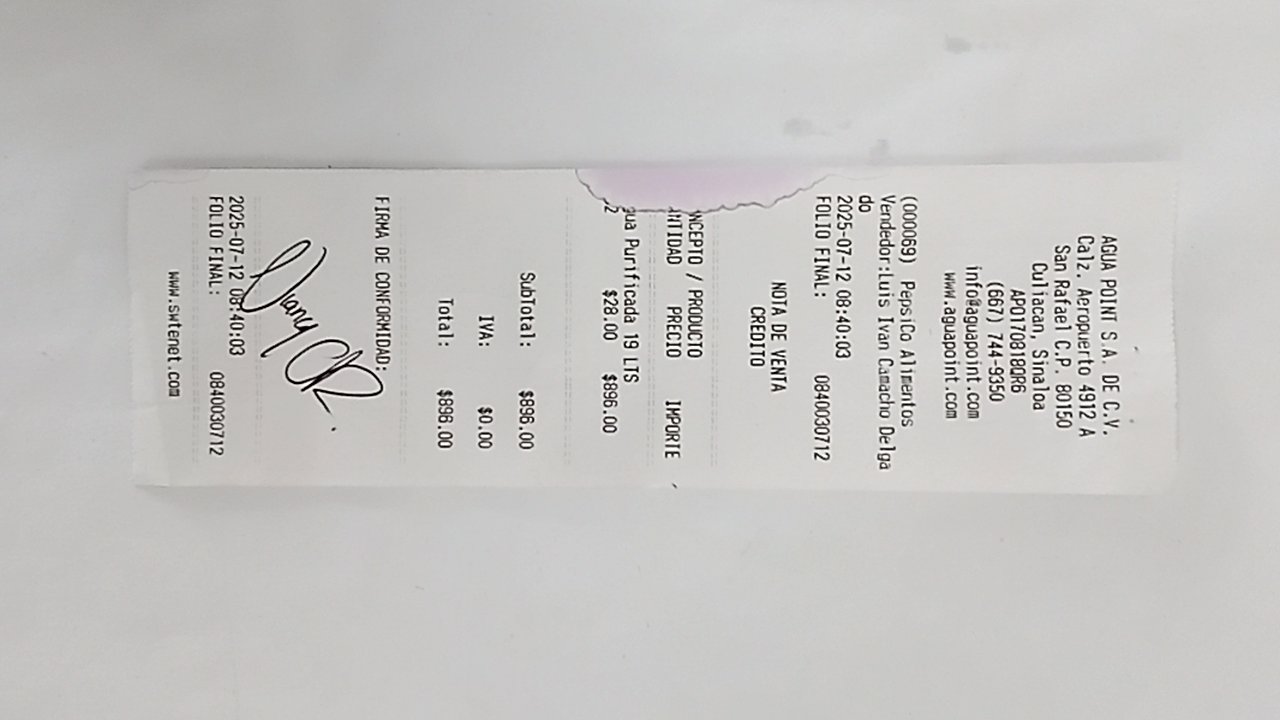 AGUA POINT S.A. DE C.V.
Calz. Aeropuerto 4912 A
San Rafael C.P. 80150
Culiacan, Sinaloa
APO170818QR6
(667) 744-9350
info@aguapoint.com
www.aguapoint.com
(000069). PepsiCo Alimentos
Vendedor:Luis Ivan Camacho Delga
do
2025-07-12 08:40:03
FOLIO FINAL: 0840030712
NOTA DE VENTA
CREDITO
NCEPTO / PRODUCTO
NTIDAD PRECIO IMPORTE
ua Purificada 19 LTS
2 $28.00 $896.00
SubTotal: $896.00
IVA: $0.00
Total: $896.00
FIRMA DE CONFORMIDAD:
2025-07-12 08:40:03
FOLIO FINAL: 0840030712
www.swtenet.com